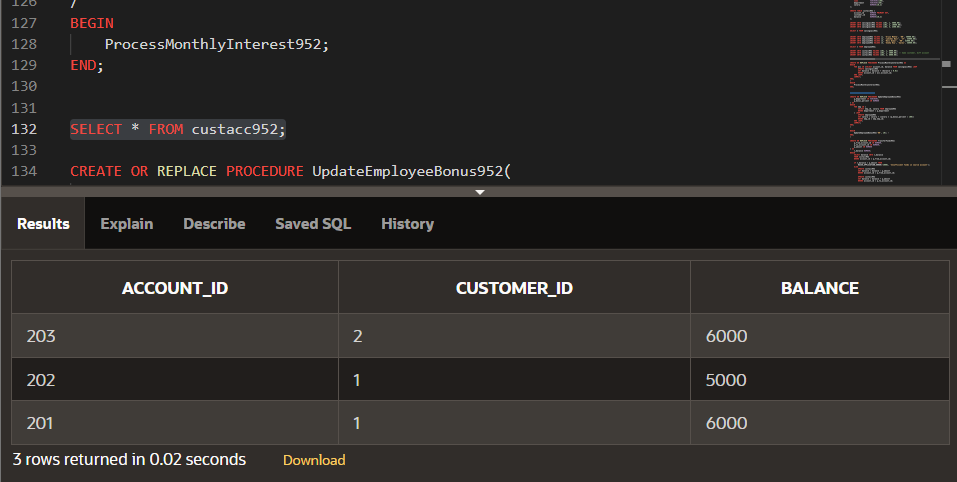 126
/
127 BEGIN
128 ProcessMonthlyInterest952;
129 END;
130
131
132 SELECT * FROM custacc952;
133
134 CREATE OR REPLACE PROCEDURE UpdateEmployeeBonus952(
Results Explain Describe Saved SQL History
ACCOUNT_ID CUSTOMER_ID BALANCE
203 2 6000
202 1 5000
201 1 6000
3 rows returned in 0.02 seconds Download